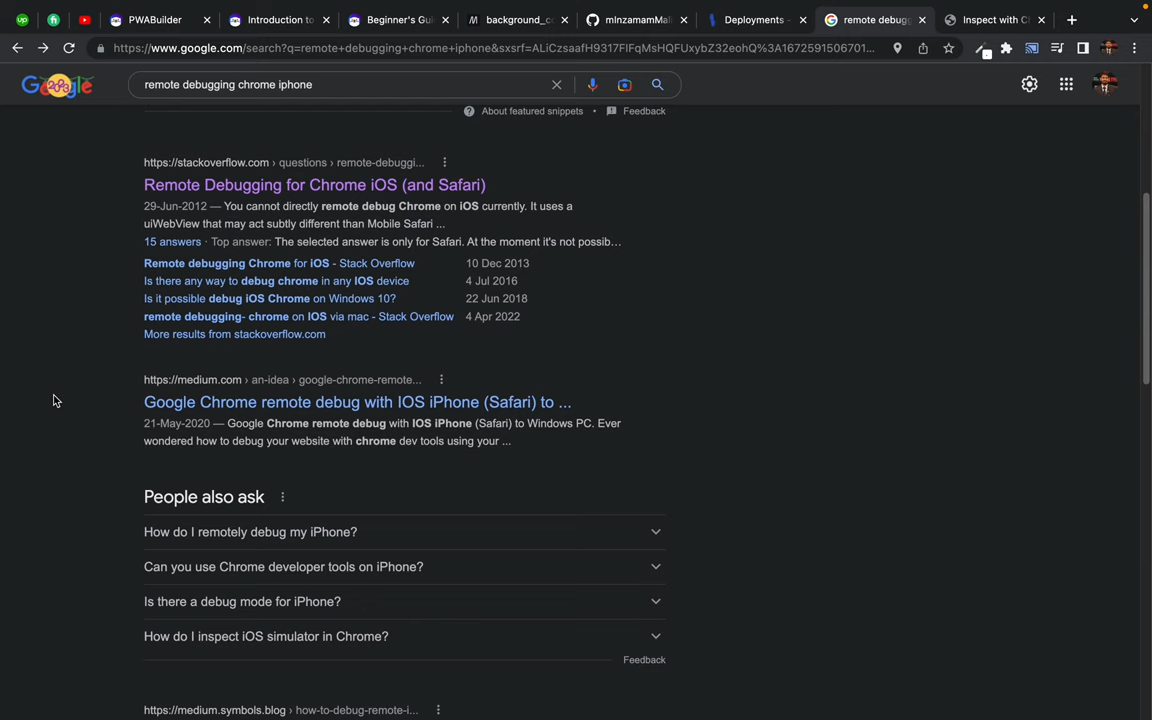 up
fi
PWABuilder
Introduction to
Beginner's Gui
background_co
mInzamamMali
Deployments –
remote debugg
Inspect with C
https://www.google.com/search?q=remote+debugging+chrome+iphone&sxsrf=ALiCzsaafH9317FIFqMsHQFUxybZ32eohQ%3A1672591506701...
Google
2023
remote debugging chrome iphone
About featured snippets • Feedback
https://stackoverflow.com › questions › remote-debuggi...
Remote Debugging for Chrome iOS (and Safari)
29-Jun-2012 — You cannot directly remote debug Chrome on iOS currently. It uses a
uiWebView that may act subtly different than Mobile Safari ...
15 answers · Top answer: The selected answer is only for Safari. At the moment it's not possib...
Remote debugging Chrome for iOS - Stack Overflow 10 Dec 2013
Is there any way to debug chrome in any IOS device 4 Jul 2016
Is it possible debug iOS Chrome on Windows 10? 22 Jun 2018
remote debugging- chrome on IOS via mac - Stack Overflow 4 Apr 2022
More results from stackoverflow.com
https://medium.com › an-idea › google-chrome-remote...
Google Chrome remote debug with IOS iPhone (Safari) to ...
21-May-2020 — Google Chrome remote debug with IOS iPhone (Safari) to Windows PC. Ever
wondered how to debug your website with chrome dev tools using your ...
People also ask
How do I remotely debug my iPhone?
Can you use Chrome developer tools on iPhone?
Is there a debug mode for iPhone?
How do I inspect iOS simulator in Chrome?
Feedback
https://medium.symbols.blog › how-to-debug-remote-i...